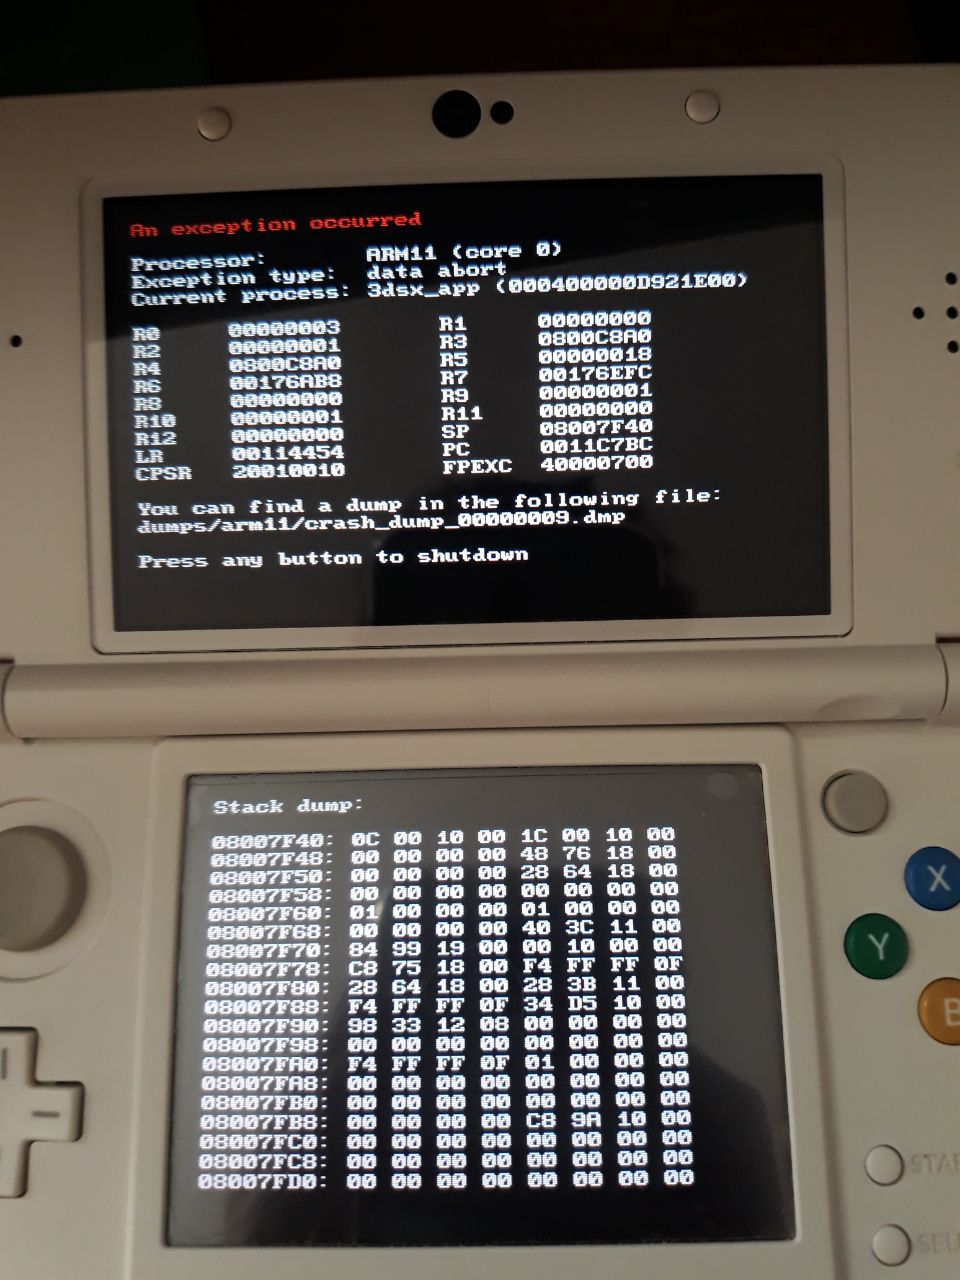 An exception occurred
Processor: ARM11 (core 0)
Exception type: data abort
Current process: 3dsx_app (000400000D921E00)
R0 00000003 R1 00000000
R2 00000001 R3 0800C8A0
R4 0800C8A0 R5 00000018
R6 00176AB8 R7 00176EFC
R8 00000000 R9 00000001
R10 00000001 R11 00000000
R12 00000000 SP 08007F40
LR 00114454 PC 0011C7BC
CPSR 20010010 FPEXC 40000700
You can find a dump in the following file:
dumps/arm11/crash_dump_00000009.dmp
Press any button to shutdown
Stack dump:
08007F40: 0C 00 10 00 1C 00 10 00
08007F48: 00 00 00 00 48 76 18 00
08007F50: 00 00 00 00 28 64 18 00
08007F58: 00 00 00 00 00 00 00 00
08007F60: 01 00 00 00 01 00 00 00
08007F68: 00 00 00 00 40 3C 11 00
08007F70: 84 99 19 00 00 10 00 00
08007F78: C8 75 18 00 F4 FF FF 0F
08007F80: 28 64 18 00 28 3B 11 00
08007F88: F4 FF FF 0F 34 D5 10 00
08007F90: 98 33 12 08 00 00 00 00
08007F98: 00 00 00 00 00 00 00 00
08007FA0: F4 FF FF 0F 01 00 00 00
08007FA8: 00 00 00 00 00 00 00 00
08007FB0: 00 00 00 00 00 00 00 00
08007FB8: 00 00 00 00 C8 9A 10 00
08007FC0: 00 00 00 00 00 00 00 00
08007FC8: 00 00 00 00 00 00 00 00
08007FD0: 00 00 00 00 00 00 00 00
X
Y
B